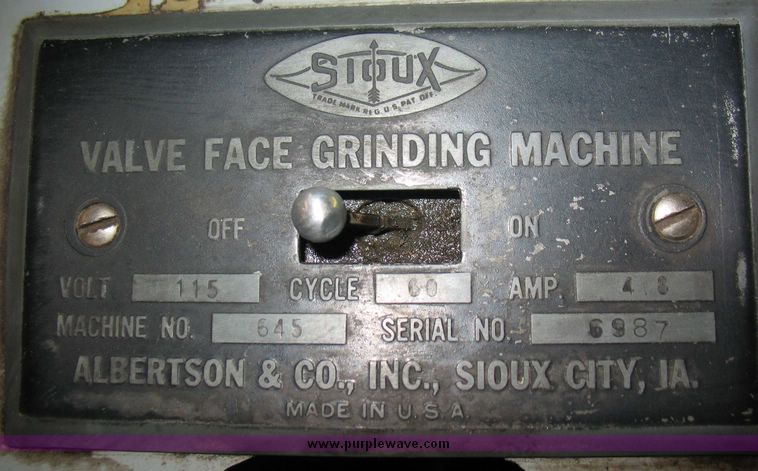 SIOUX
TRADE MARK REG. U.S. PAT. OFF.
VALVE FACE GRINDING MACHINE
OFF ON
VOLT 115 CYCLE 60 AMP. 4.8
MACHINE NO. 645 SERIAL NO. 6987
ALBERTSON & CO., INC., SIOUX CITY, IA.
MADE IN U.S.A.
www.purplewave.com